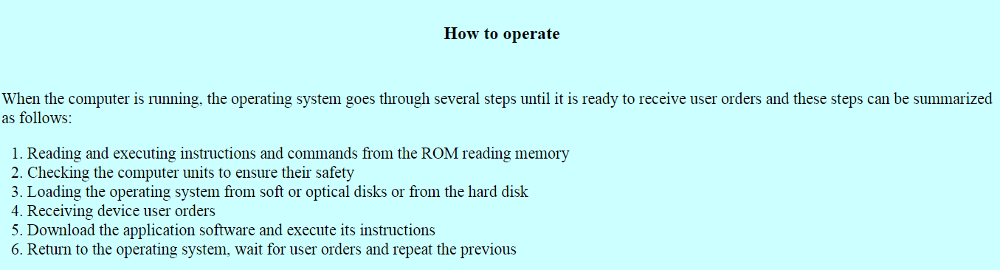 How to operate
When the computer is running, the operating system goes through several steps until it is ready to receive user orders and these steps can be summarized
as follows:
1. Reading and executing instructions and commands from the ROM reading memory
2. Checking the computer units to ensure their safety
3. Loading the operating system from soft or optical disks or from the hard disk
4. Receiving device user orders
5. Download the application software and execute its instructions
6. Return to the operating system, wait for user orders and repeat the previous